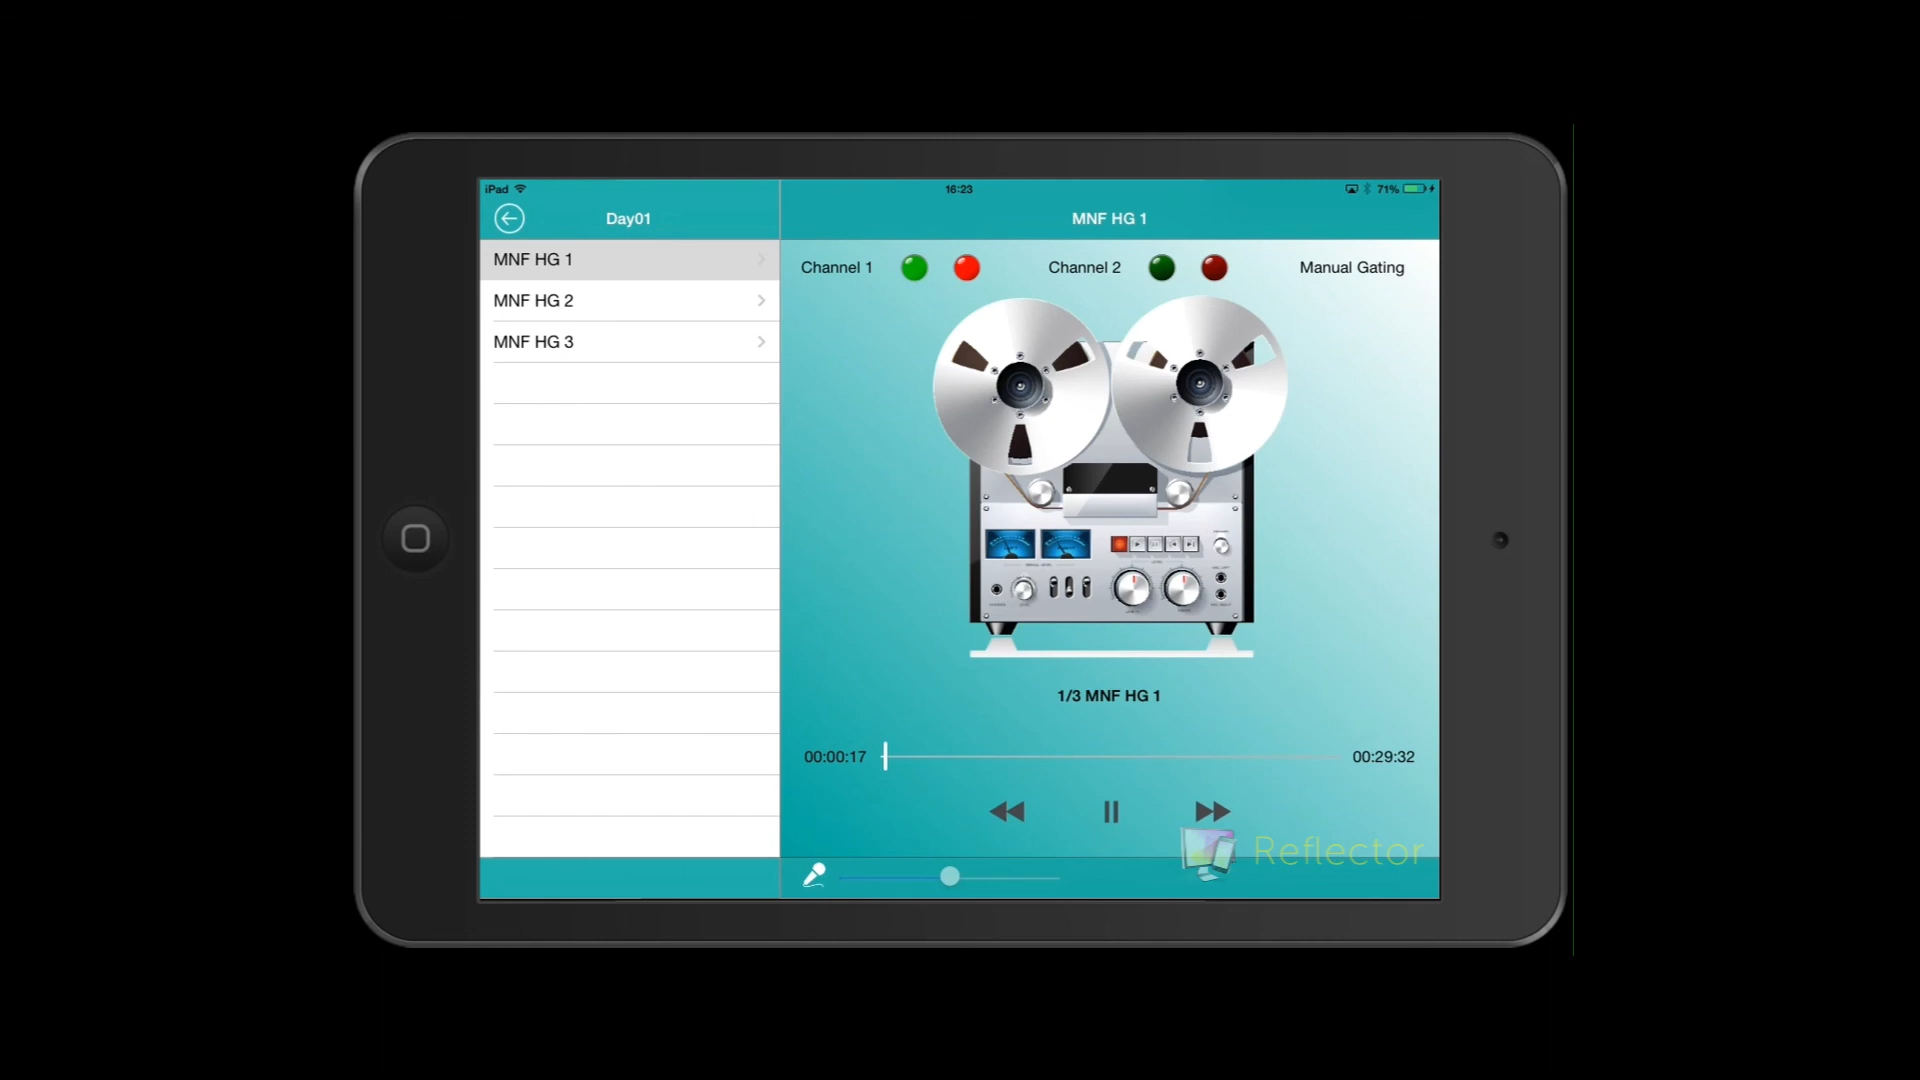 iPad
16:23
71%
Day01
MNF HG 1
MNF HG 1
MNF HG 2
MNF HG 3
Channel 1
Channel 2
Manual Gating
1/3 MNF HG 1
00:00:17
00:29:32
Reflector